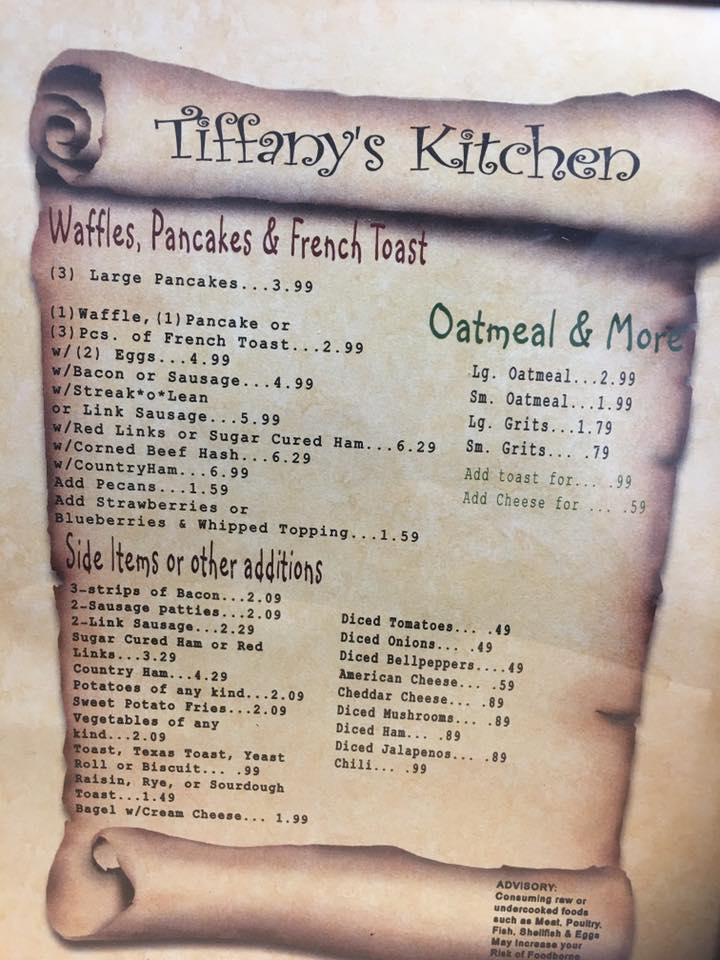 Tiffany's Kitchen
Waffles, Pancakes & French Toast
(3) Large Pancakes...3.99
(1)Waffle,(1)Pancake or
(3)Pcs. of French Toast...2.99
w/(2) Eggs...4.99
w/Bacon or Sausage...4.99
w/Streak*o*Lean
or Link Sausage...5.99
w/Red Links or Sugar Cured Ham...6.29
w/Corned Beef Hash...6.29
w/CountryHam...6.99
Add Pecans...1.59
Add Strawberries or
Blueberries & Whipped Topping...1.59
Oatmeal & More
Lg. Oatmeal...2.99
Sm. Oatmeal...1.99
Lg. Grits...1.79
Sm. Grits... .79
Add toast for... .99
Add Cheese for ... .59
Side Items or other additions
3-strips of Bacon...2.09
2-Sausage patties...2.09
2-Link Sausage...2.29
Sugar Cured Ham or Red
Links...3.29
Country Ham...4.29
Potatoes of any kind...2.09
Sweet Potato Fries...2.09
Vegetables of any
kind...2.09
Toast, Texas Toast, Yeast
Roll or Biscuit... .99
Raisin, Rye, or Sourdough
Toast...1.49
Bagel w/Cream Cheese... 1.99
Diced Tomatoes... .49
Diced Onions... .49
Diced Bellpeppers....49
American Cheese... .59
Cheddar Cheese... .89
Diced Mushrooms... .89
Diced Ham... .89
Diced Jalapenos... .89
Chili... .99
ADVISORY:
Consuming raw or
undercooked foods
such as Meat, Poultry,
Fish, Shellfish & Eggs
May Increase your
Risk of Foodborne